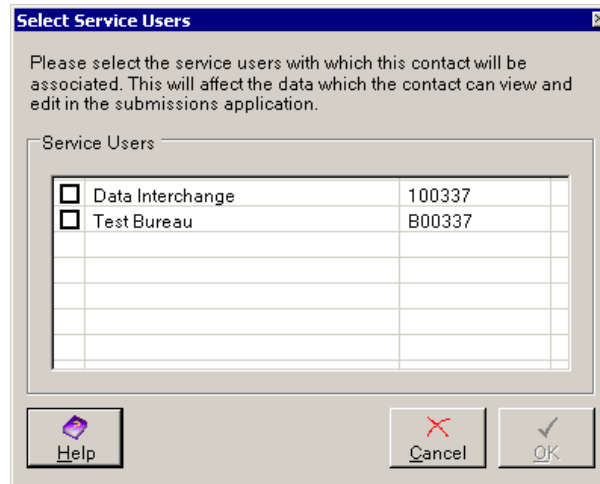 Select Service Users
Please select the service users with which this contact will be
associated. This will affect the data which the contact can view and
edit in the submissions application.
Service Users
Data Interchange 100337
Test Bureau B00337
Help Cancel OK